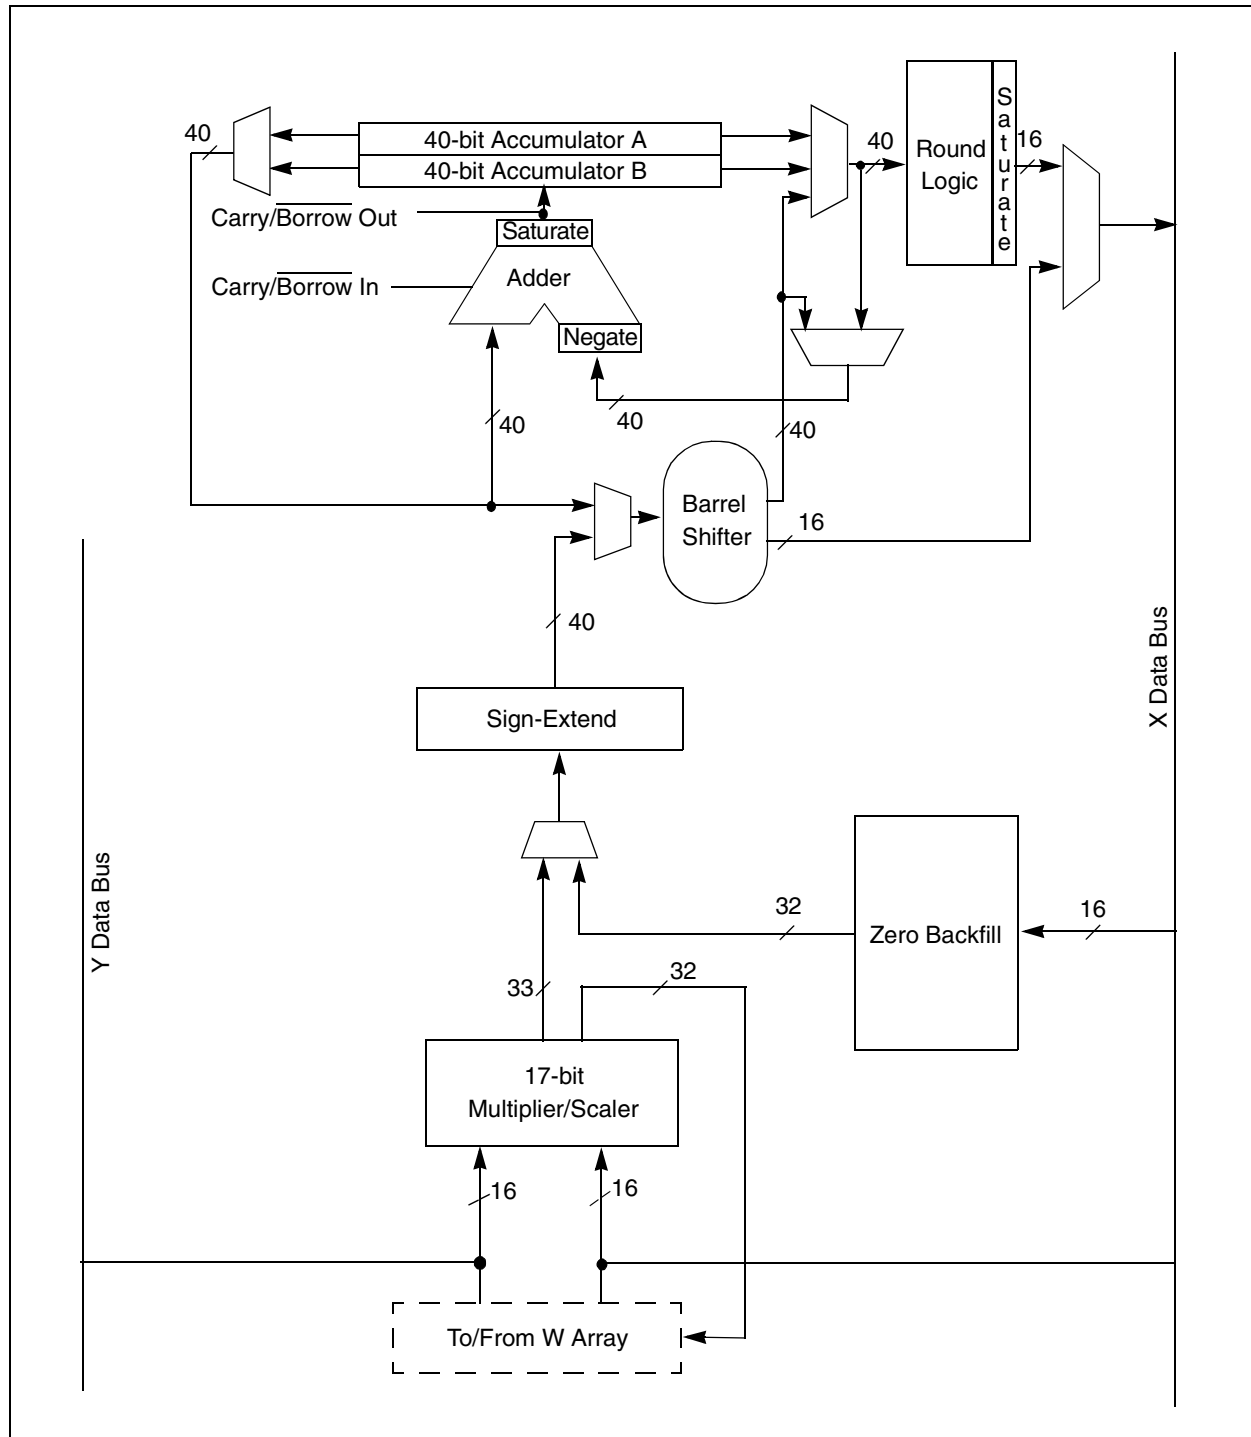 40
40-bit Accumulator A
40-bit Accumulator B
Carry/Borrow Out
Saturate
Carry/Borrow In
Adder
Negate
40
Round
Logic
Saturate
16
40
40
40
Barrel
Shifter
16
40
Sign-Extend
X Data Bus
Y Data Bus
32
Zero Backfill
16
33
32
17-bit
Multiplier/Scaler
16
16
To/From W Array